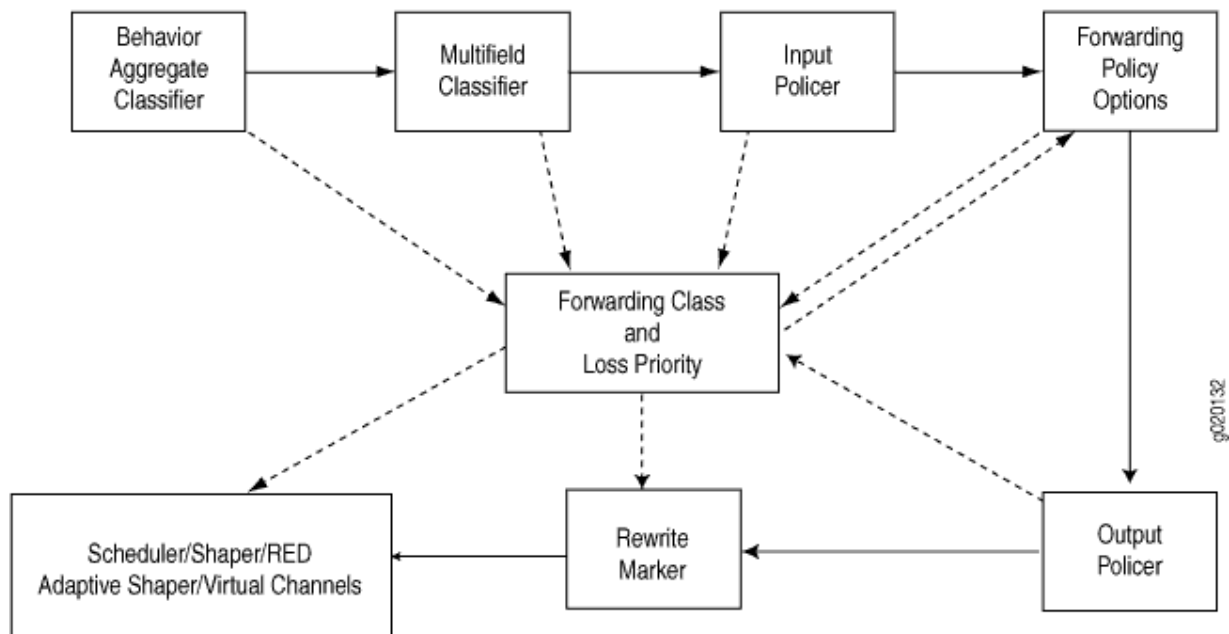 Behavior
Aggregate
Classifier
Multifield
Classifier
Input
Policer
Forwarding
Policy
Options
Forwarding Class
and
Loss Priority
g020132
Scheduler/Shaper/RED
Adaptive Shaper/Virtual Channels
Rewrite
Marker
Output
Policer